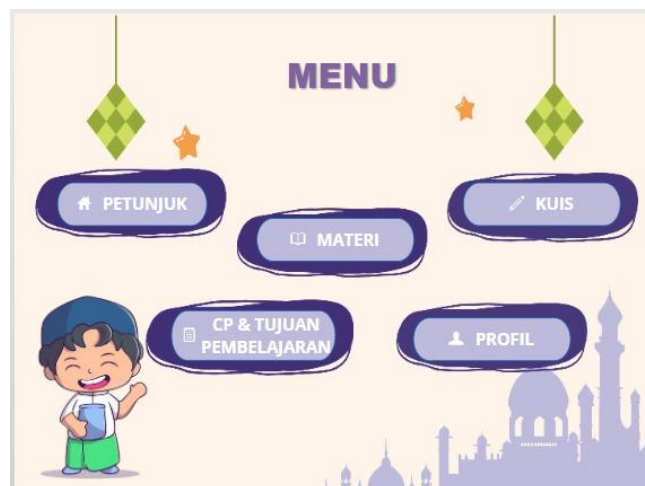 MENU
PETUNJUK
KUIS
MATERI
CP & TUJUAN
PEMBELAJARAN
PROFIL